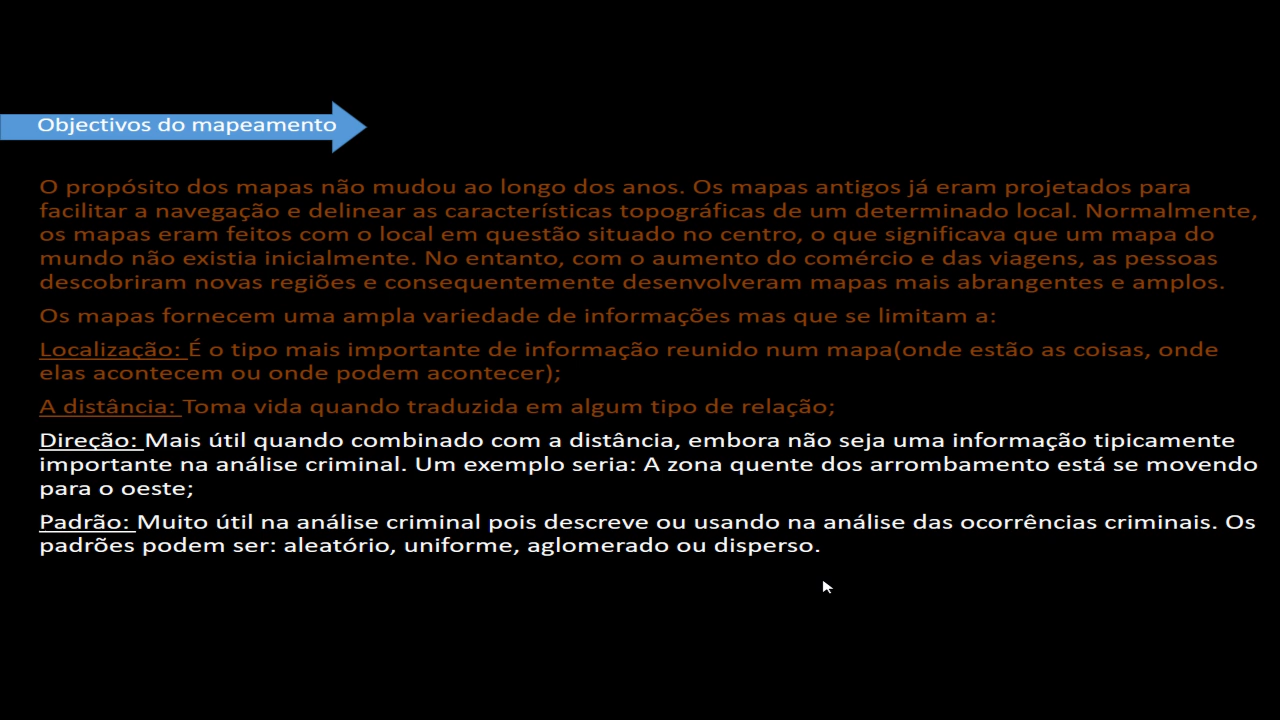 Objectivos do mapeamento
O propósito dos mapas não mudou ao longo dos anos. Os mapas antigos já eram projetados para
facilitar a navegação e delinear as características topográficas de um determinado local. Normalmente,
os mapas eram feitos com o local em questão situado no centro, o que significava que um mapa do
mundo não existia inicialmente. No entanto, com o aumento do comércio e das viagens, as pessoas
descobriram novas regiões e consequentemente desenvolveram mapas mais abrangentes e amplos.
Os mapas fornecem uma ampla variedade de informações mas que se limitam a:
Localização: É o tipo mais importante de informação reunido num mapa(onde estão as coisas, onde
elas acontecem ou onde podem acontecer);
A distância: Toma vida quando traduzida em algum tipo de relação;
Direção: Mais útil quando combinado com a distância, embora não seja uma informação tipicamente
importante na análise criminal. Um exemplo seria: A zona quente dos arrombamento está se movendo
para o oeste;
Padrão: Muito útil na análise criminal pois descreve ou usando na análise das ocorrências criminais. Os
padrões podem ser: aleatório, uniforme, aglomerado ou disperso.